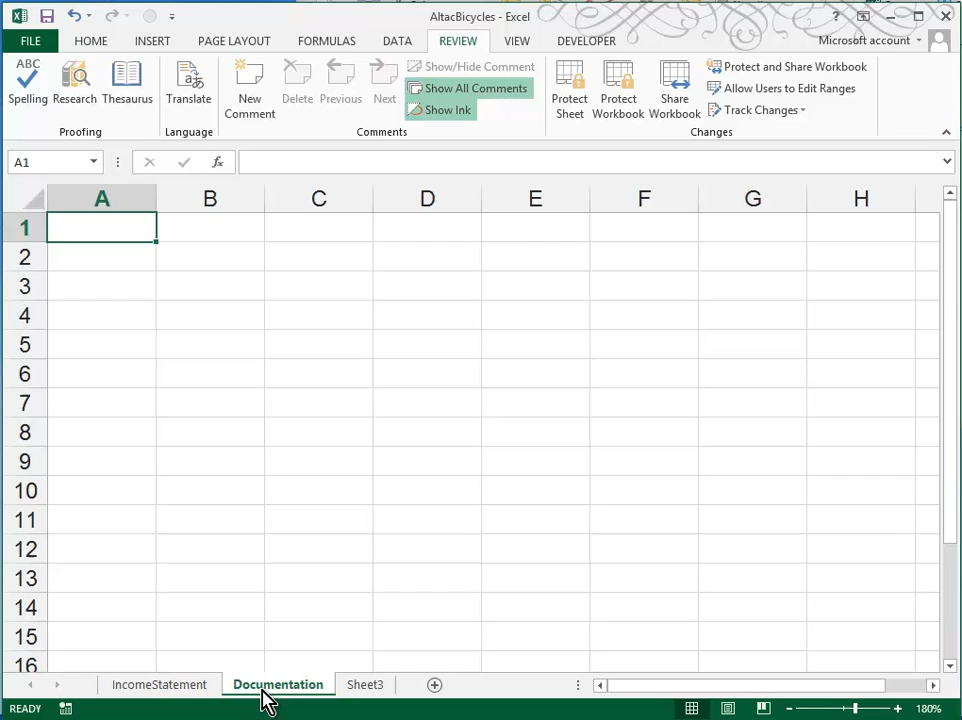 AltacBicycles - Excel
?
FILE HOME INSERT PAGE LAYOUT FORMULAS DATA REVIEW VIEW DEVELOPER Microsoft account
ABC
Spelling Research Thesaurus
Proofing
Translate
Language
New Comment
Delete Previous Next
Show/Hide Comment
Show All Comments
Show Ink
Comments
Protect Sheet
Protect Workbook
Share Workbook
Protect and Share Workbook
Allow Users to Edit Ranges
Track Changes
Changes
A1 fx
A B C D E F G H
1
2
3
4
5
6
7
8
9
10
11
12
13
14
15
16
IncomeStatement Documentation Sheet3
READY 180%